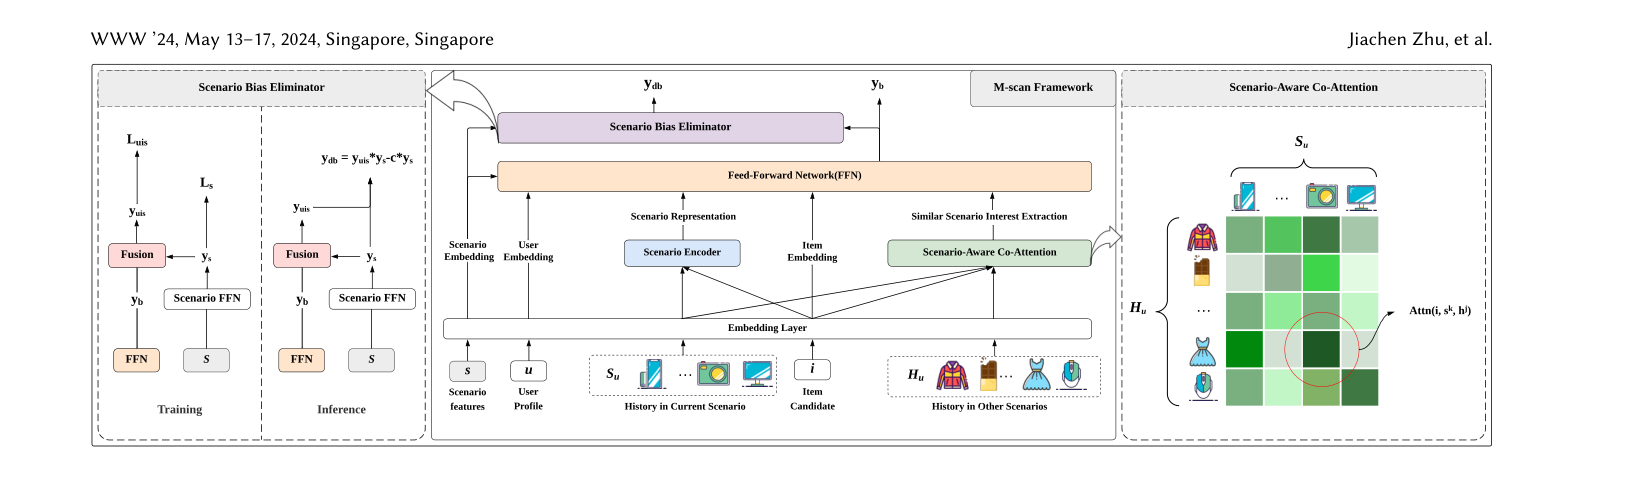 WWW ’24, May 13–17, 2024, Singapore, Singapore
Jiachen Zhu, et al.
Scenario Bias Eliminator
L_uis
L_s
y_uis
Fusion
y_s
y_b
Scenario FFN
FFN
S
Training
y_db = y_uis*y_s-c*y_s
y_uis
Fusion
y_s
y_b
Scenario FFN
FFN
S
Inference
M-scan Framework
y_db
y_b
Scenario Bias Eliminator
Feed-Forward Network(FFN)
Scenario Representation
Similar Scenario Interest Extraction
Scenario
Embedding
User
Embedding
Scenario Encoder
Item
Embedding
Scenario-Aware Co-Attention
Embedding Layer
s
Scenario
features
u
User
Profile
S_u
...
History in Current Scenario
i
Item
Candidate
H_u
...
History in Other Scenarios
Scenario-Aware Co-Attention
S_u
...
H_u
...
Attn(i, s^k, h^j)